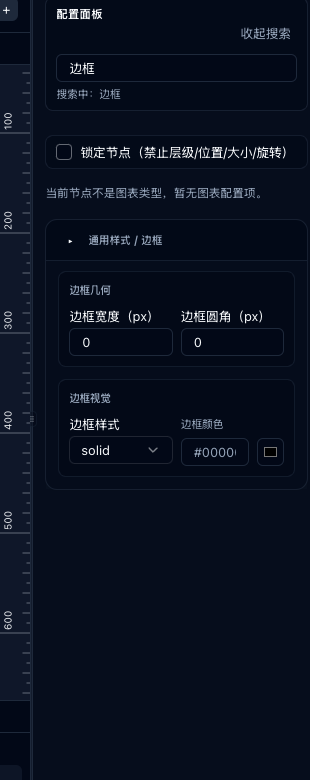 +
配置面板
收起搜索
边框
搜索中：边框
锁定节点（禁止层级/位置/大小/旋转）
当前节点不是图表类型，暂无图表配置项。
通用样式 / 边框
边框几何
边框宽度（px） 边框圆角（px）
0 0
边框视觉
边框样式 边框颜色
solid #0000
100
200
300
400
500
600